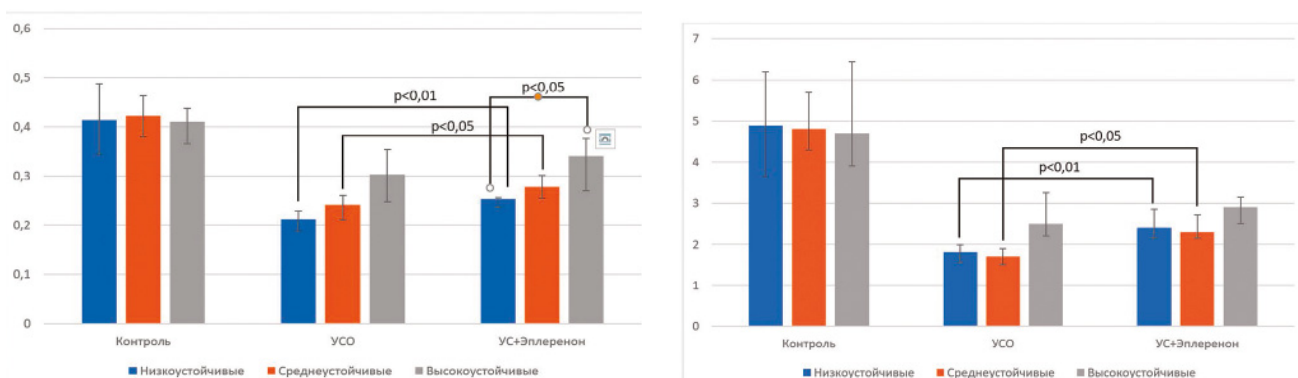 0,6
0,5
0,4
0,3
0,2
0,1
0
p<0,01
p<0,05
p<0,05
Контроль
УСО
УС+Эплеренон
Низкоустойчивые
Среднеустойчивые
Высокоустойчивые
7
6
5
4
3
2
1
0
p<0,05
p<0,01
Контроль
УСО
УС+Эплеренон
Низкоустойчивые
Среднеустойчивые
Высокоустойчивые